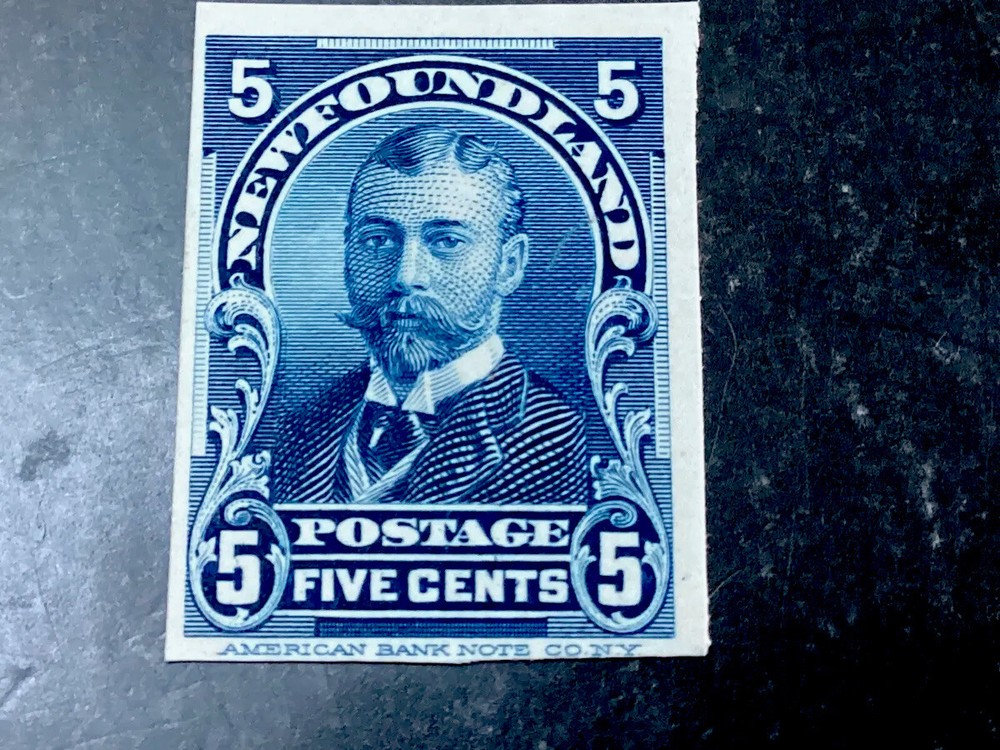 5 5
NEWFOUNDLAND
POSTAGE
5 FIVE CENTS 5
AMERICAN BANK NOTE CO. N.Y.